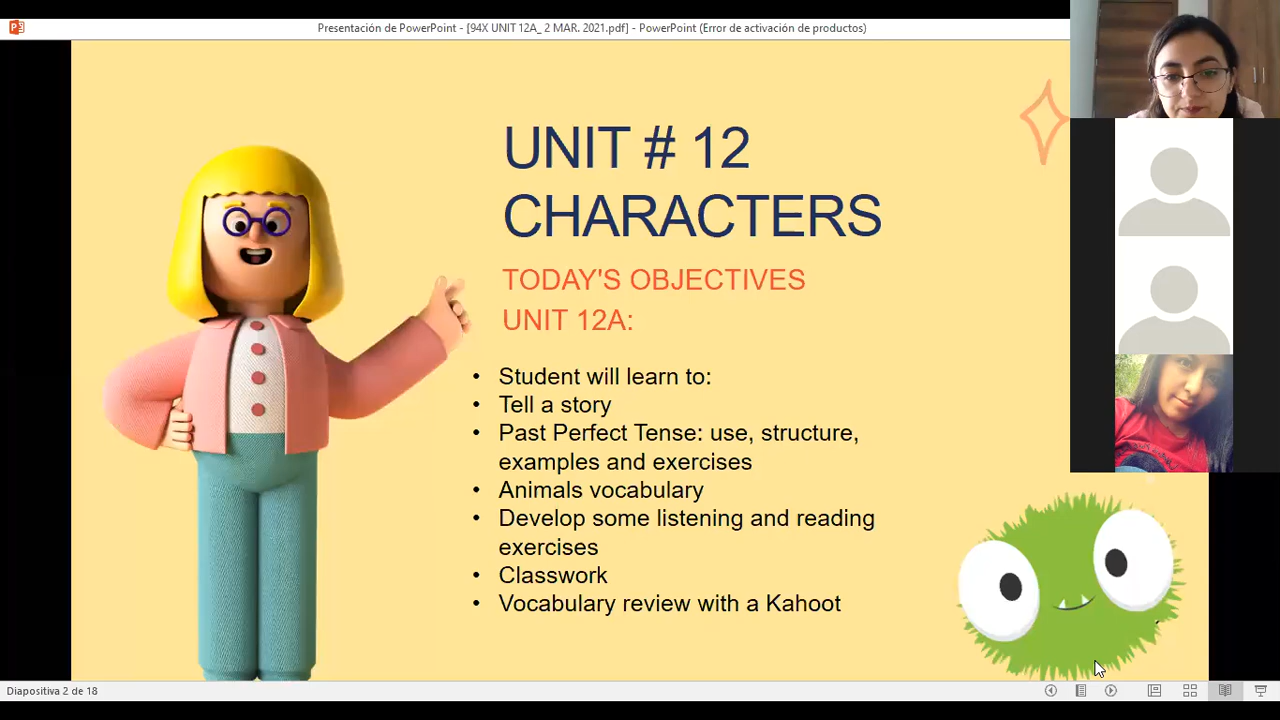 Presentación de PowerPoint - [94X UNIT 12A_ 2 MAR. 2021.pdf] - PowerPoint (Error de activación de productos)
UNIT # 12
CHARACTERS
TODAY'S OBJECTIVES
UNIT 12A:
• Student will learn to:
• Tell a story
• Past Perfect Tense: use, structure,
examples and exercises
• Animals vocabulary
• Develop some listening and reading
exercises
• Classwork
• Vocabulary review with a Kahoot
Diapositiva 2 de 18